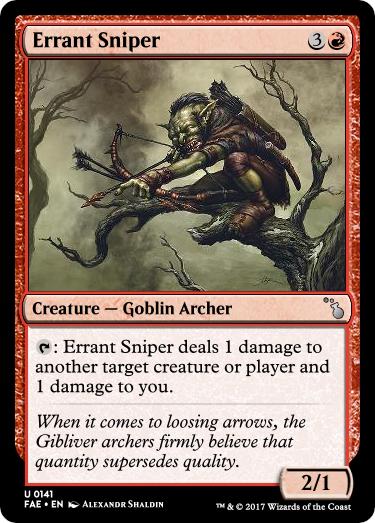 Errant Sniper 3
: Errant Sniper deals 1 damage to
another target creature or player and
1 damage to you.
When it comes to loosing arrows, the
Gibliver archers firmly believe that
quantity supersedes quality.
Creature — Goblin Archer
2/1
U 0141
FAE • EN ALEXANDR SHALDIN
™ & © 2017 Wizards of the Coast